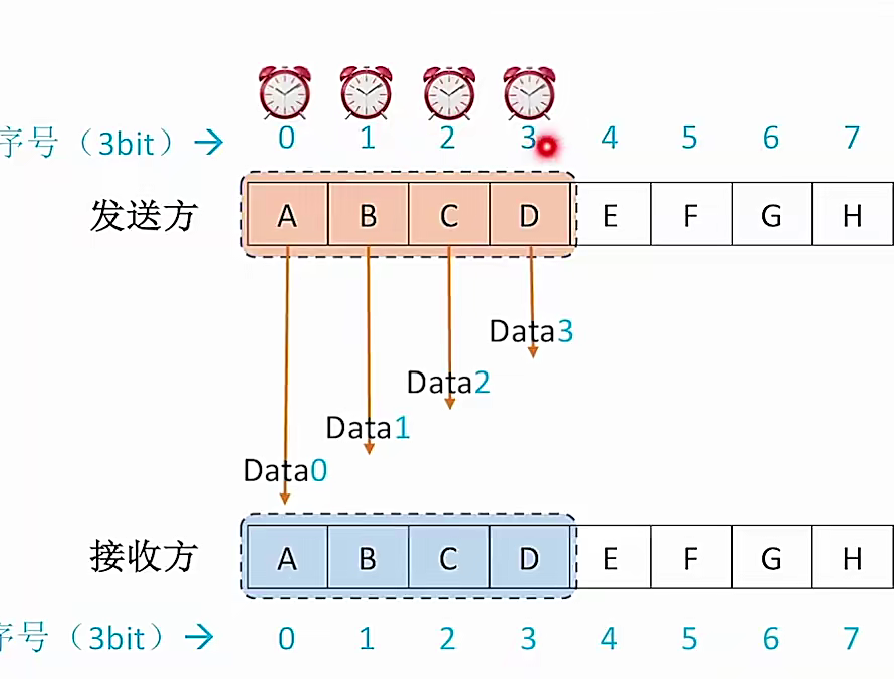 序号（3bit）→ 0 1 2 3 4 5 6 7
发送方 A B C D E F G H
Data3
Data2
Data1
Data0
接收方 A B C D E F G H
序号（3bit）→ 0 1 2 3 4 5 6 7